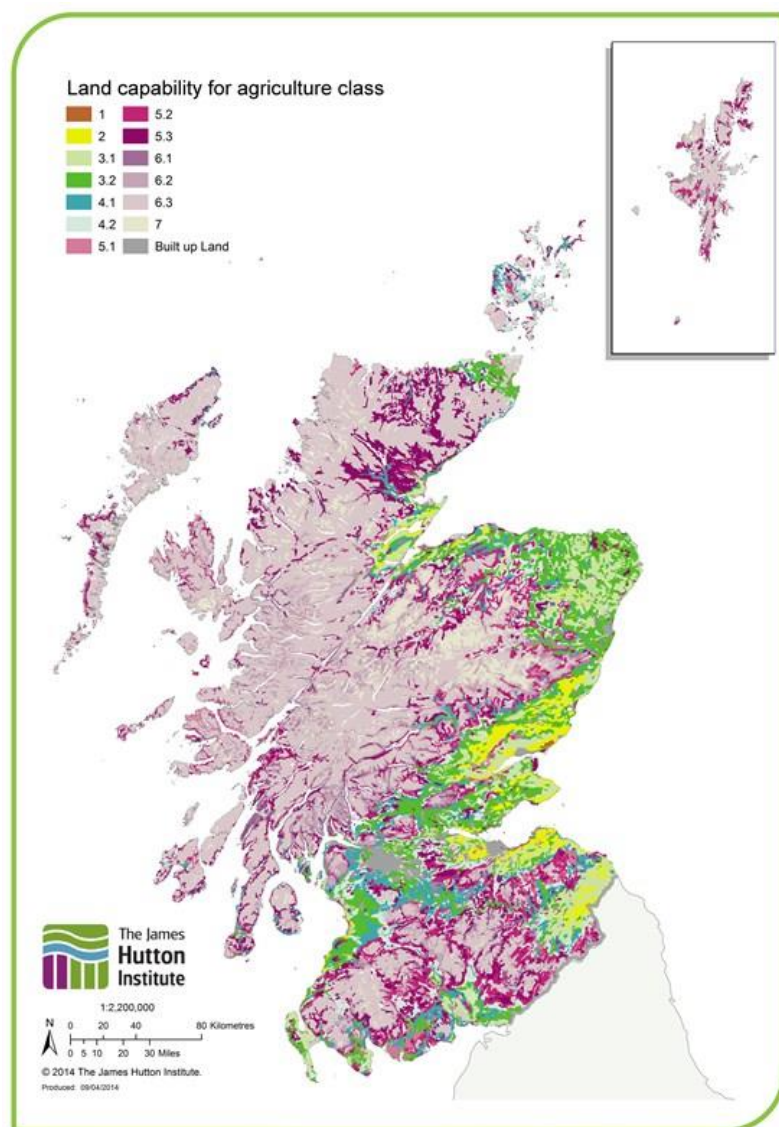 Land capability for agriculture class
1 5.2
2 5.3
3.1 6.1
3.2 6.2
4.1 6.3
4.2 7
5.1 Built up Land
The James
Hutton
Institute
1:2,200,000
N
0 20 40 80 Kilometres
0 5 10 20 30 Miles
© 2014 The James Hutton Institute.
Produced: 09/04/2014